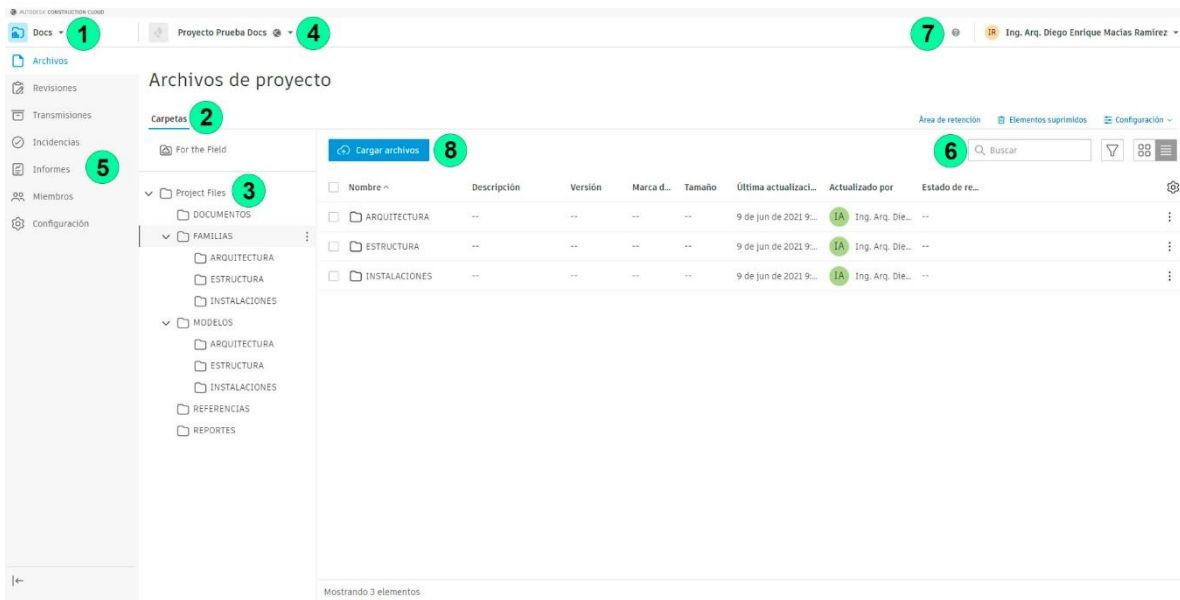 AUTODESK CONSTRUCTION CLOUD
Docs 1
Proyecto Prueba Docs 4
7
IR Ing. Arq. Diego Enrique Macías Ramírez
Archivos
Revisiones
Transmisiones
Incidencias
Informes 5
Miembros
Configuración
Archivos de proyecto
Carpetas 2
Área de retención Elementos suprimidos Configuración
For the Field
Project Files 3
DOCUMENTOS
FAMILIAS
ARQUITECTURA
ESTRUCTURA
INSTALACIONES
MODELOS
ARQUITECTURA
ESTRUCTURA
INSTALACIONES
REFERENCIAS
REPORTES
Cargar archivos 8
6 Buscar
Nombre Descripción Versión Marca d... Tamaño Última actualizaci... Actualizado por Estado de re...
ARQUITECTURA -- -- -- -- 9 de jun de 2021 9:... IA Ing. Arq. Die... --
ESTRUCTURA -- -- -- -- 9 de jun de 2021 9:... IA Ing. Arq. Die... --
INSTALACIONES -- -- -- -- 9 de jun de 2021 9:... IA Ing. Arq. Die... --
Mostrando 3 elementos